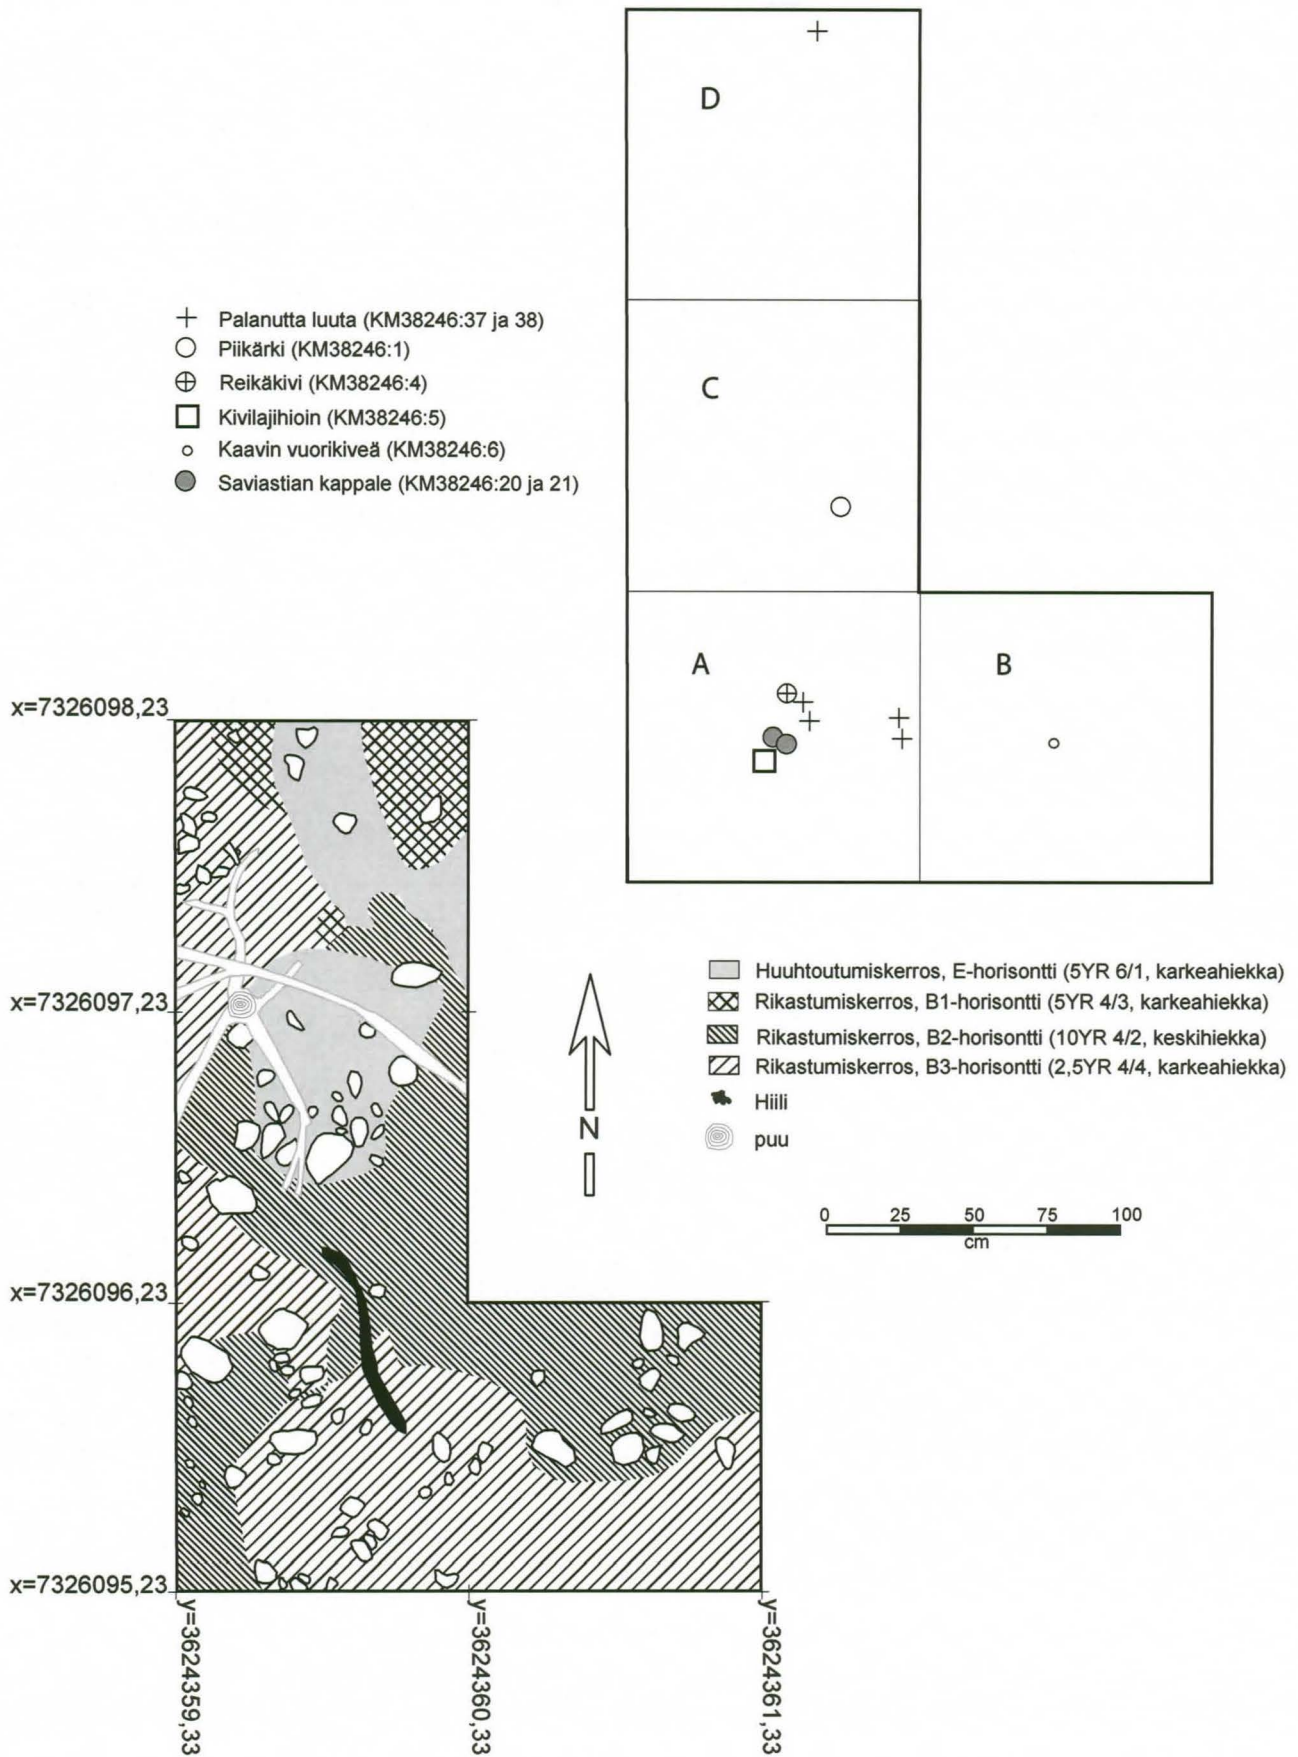 D
C
A
B
Palanutta luuta (KM38246:37 ja 38)
Piikärki (KM38246:1)
Reikäkivi (KM38246:4)
Kivilajihioin (KM38246:5)
Kaavin vuorikiveä (KM38246:6)
Saviastian kappale (KM38246:20 ja 21)
x=7326098,23
x=7326097,23
x=7326096,23
x=7326095,23
y=3624359,33
y=3624360,33
y=3624361,33
N
Huuhtoutumiskerros, E-horisontti (5YR 6/1, karkeahiekka)
Rikastumiskerros, B1-horisontti (5YR 4/3, karkeahiekka)
Rikastumiskerros, B2-horisontti (10YR 4/2, keskihiekka)
Rikastumiskerros, B3-horisontti (2,5YR 4/4, karkeahiekka)
Hiili
puu
0 25 50 75 100
cm